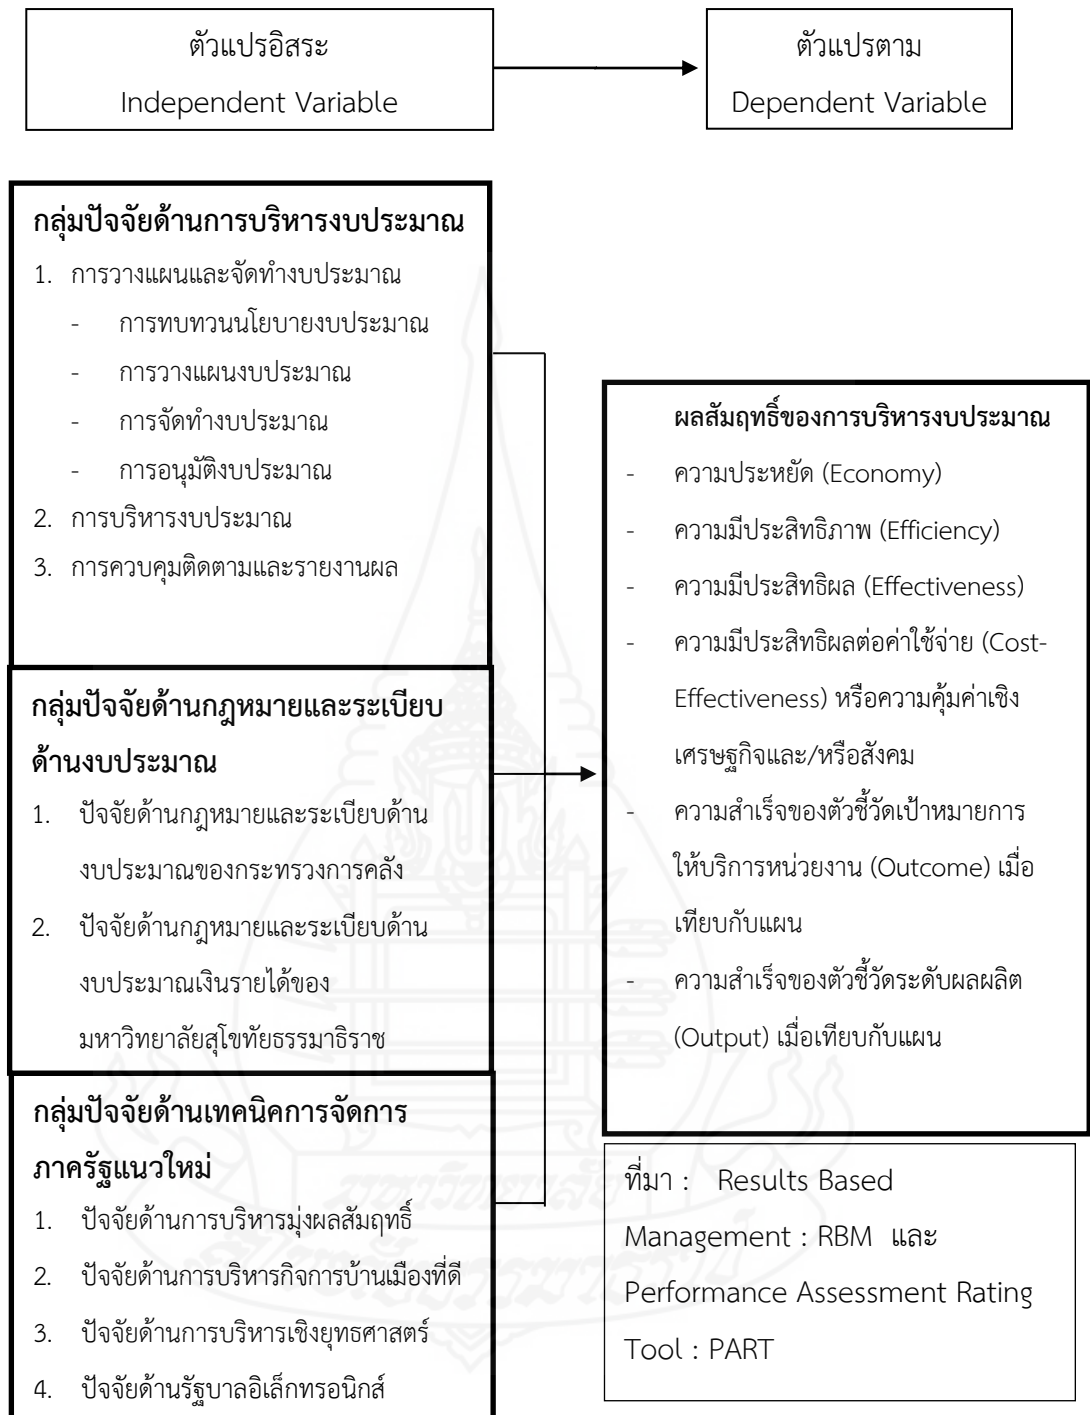 ตัวแปรอิสระ
Independent Variable
ตัวแปรตาม
Dependent Variable
กลุ่มปัจจัยด้านการบริหารงบประมาณ
1. การวางแผนและจัดทำงบประมาณ
- การทบทวนนโยบายงบประมาณ
- การวางแผนงบประมาณ
- การจัดทำงบประมาณ
- การอนุมัติงบประมาณ
2. การบริหารงบประมาณ
3. การควบคุมติดตามและรายงานผล
กลุ่มปัจจัยด้านกฎหมายและระเบียบ
ด้านงบประมาณ
1. ปัจจัยด้านกฎหมายและระเบียบด้าน
งบประมาณของกระทรวงการคลัง
2. ปัจจัยด้านกฎหมายและระเบียบด้าน
งบประมาณเงินรายได้ของ
มหาวิทยาลัยสุโขทัยธรรมาธิราช
กลุ่มปัจจัยด้านเทคนิคการจัดการ
ภาครัฐแนวใหม่
1. ปัจจัยด้านการบริหารมุ่งผลสัมฤทธิ์
2. ปัจจัยด้านการบริหารกิจการบ้านเมืองที่ดี
3. ปัจจัยด้านการบริหารเชิงยุทธศาสตร์
4. ปัจจัยด้านรัฐบาลอิเล็กทรอนิกส์
ผลสัมฤทธิ์ของการบริหารงบประมาณ
- ความประหยัด (Economy)
- ความมีประสิทธิภาพ (Efficiency)
- ความมีประสิทธิผล (Effectiveness)
- ความมีประสิทธิผลต่อค่าใช้จ่าย (Cost-
Effectiveness) หรือความคุ้มค่าเชิง
เศรษฐกิจและ/หรือสังคม
- ความสำเร็จของตัวชี้วัดเป้าหมายการ
ให้บริการหน่วยงาน (Outcome) เมื่อ
เทียบกับแผน
- ความสำเร็จของตัวชี้วัดระดับผลผลิต
(Output) เมื่อเทียบกับแผน
ที่มา : Results Based
Management : RBM และ
Performance Assessment Rating
Tool : PART
มหาวิทยาลัย
สุโขทัยธรรมาธิราช